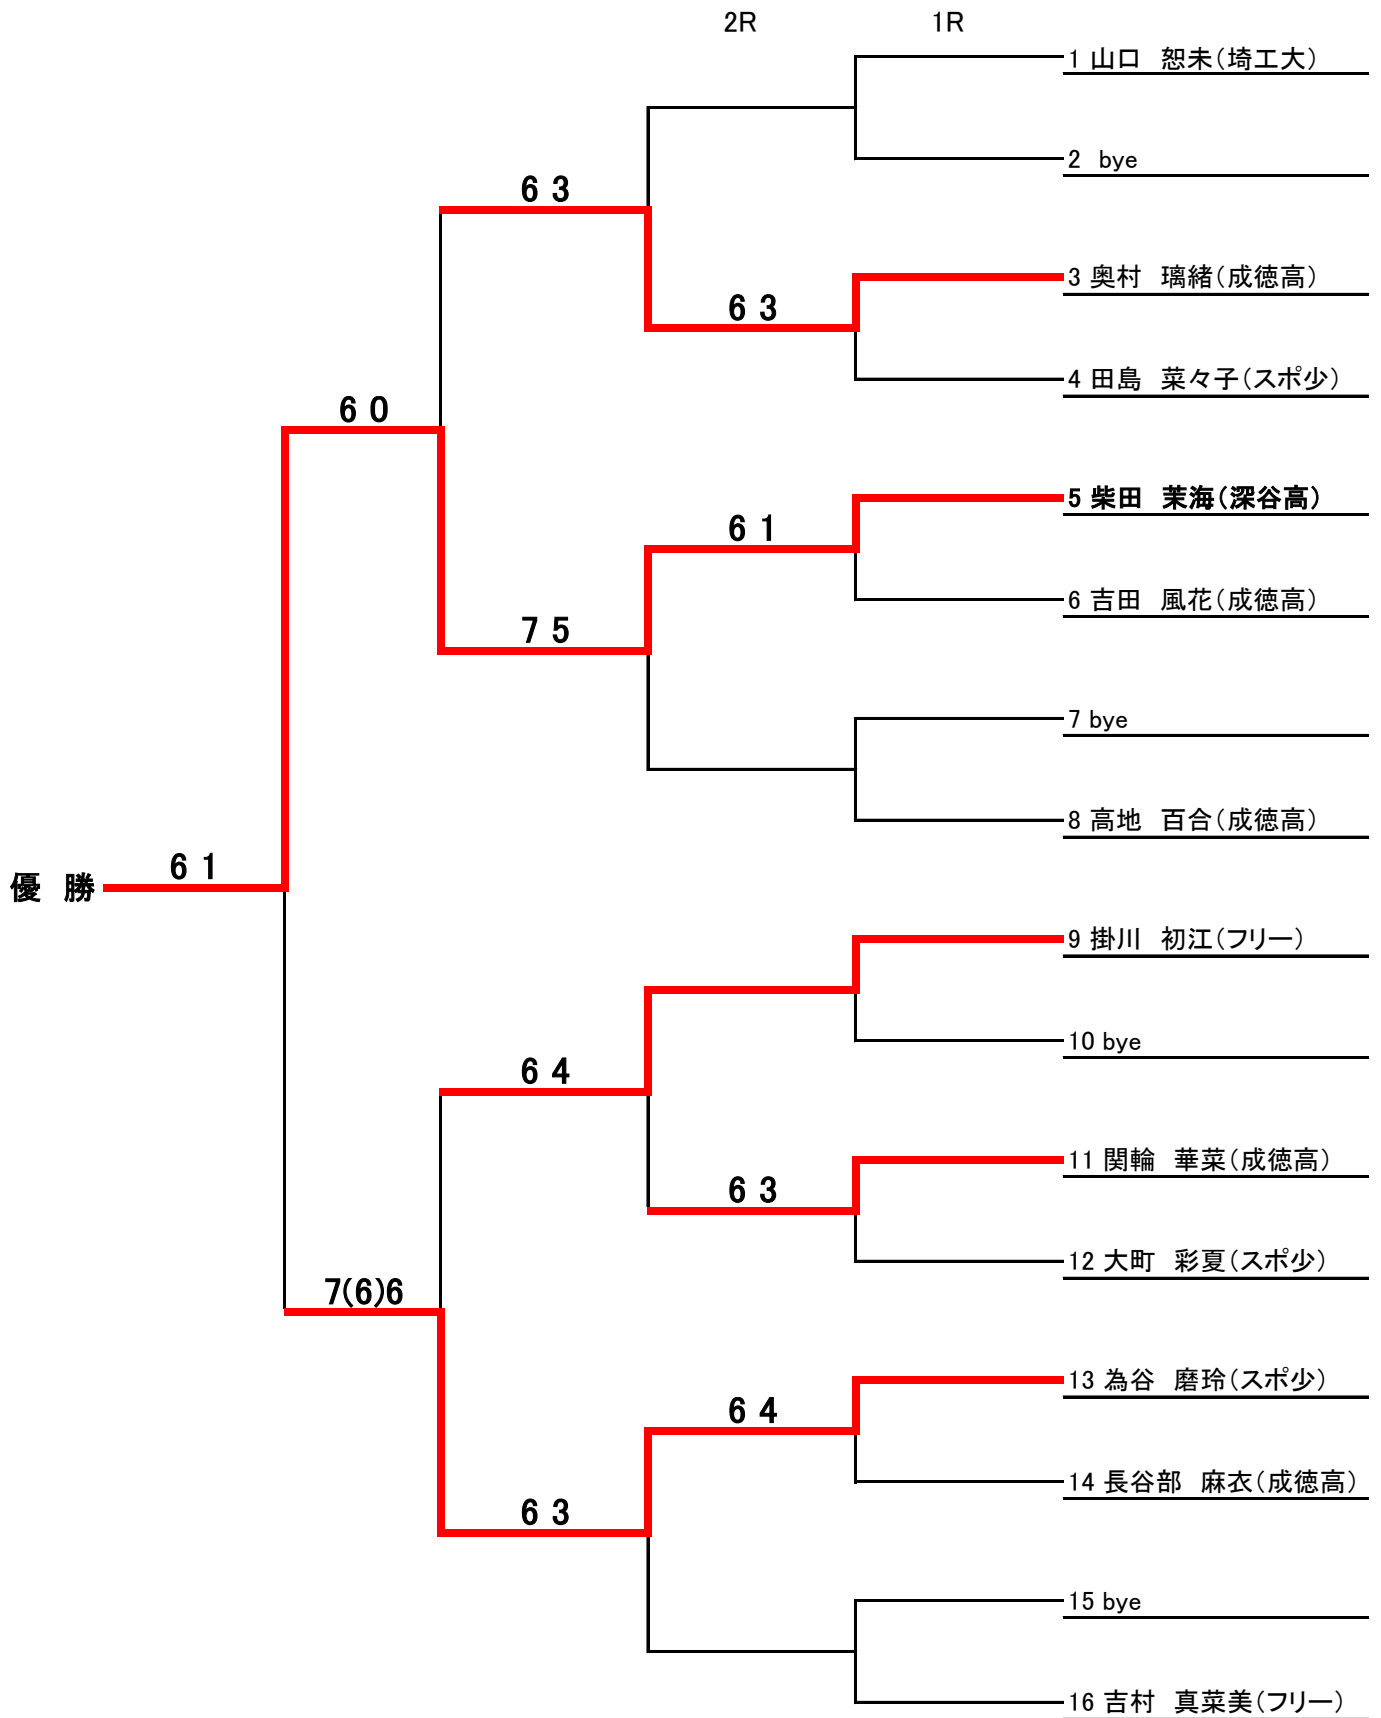 2R 1R
1 山口　恕未（埼工大）
2 bye
6 3
3 奥村　璃緒（成徳高）
6 3
4 田島　菜々子（スポ少）
6 0
5 柴田　茉海（深谷高）
6 1
6 吉田　風花（成徳高）
7 5
7 bye
8 高地　百合（成徳高）
6 1
優　勝
9 掛川　初江（フリー）
10 bye
6 4
11 関輪　華菜（成徳高）
6 3
12 大町　彩夏（スポ少）
7(6)6
13 為谷　磨玲（スポ少）
6 4
14 長谷部　麻衣（成徳高）
6 3
15 bye
16 吉村　真菜美（フリー）